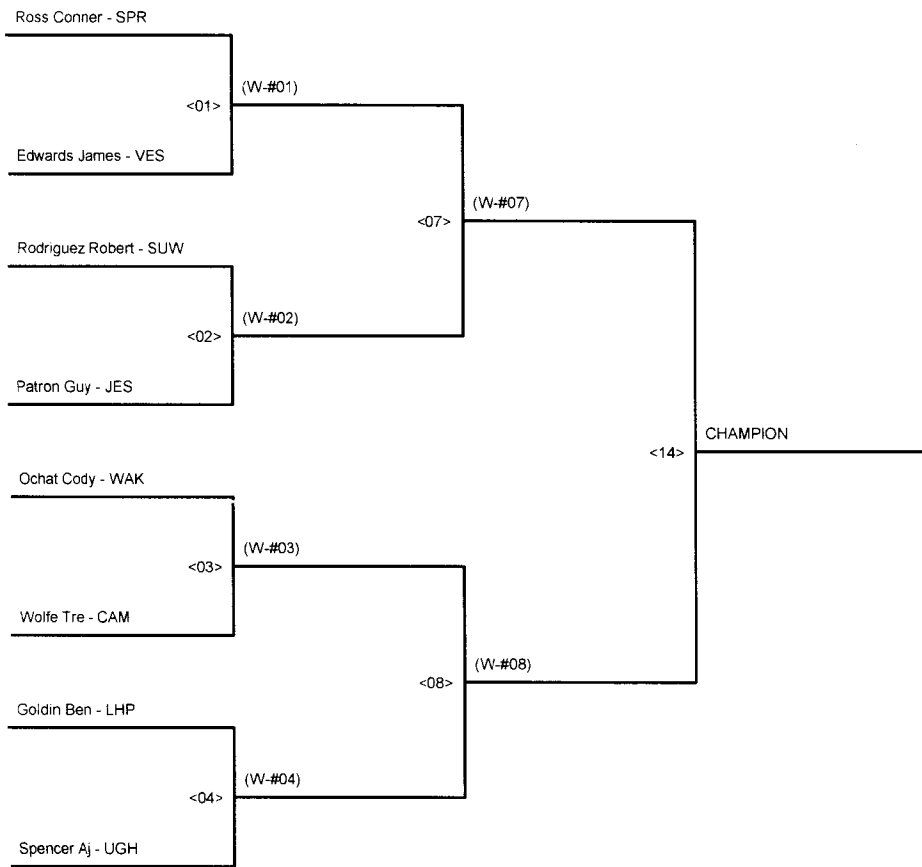 Ross Conner - SPR
(W-#01)
<01>
Edwards James - VES
(W-#07)
<07>
Rodriguez Robert - SUW
(W-#02)
<02>
Patron Guy - JES
CHAMPION
<14>
Ochat Cody - WAK
(W-#03)
<03>
Wolfe Tre - CAM
(W-#08)
<08>
Goldin Ben - LHP
(W-#04)
<04>
Spencer Aj - UGH